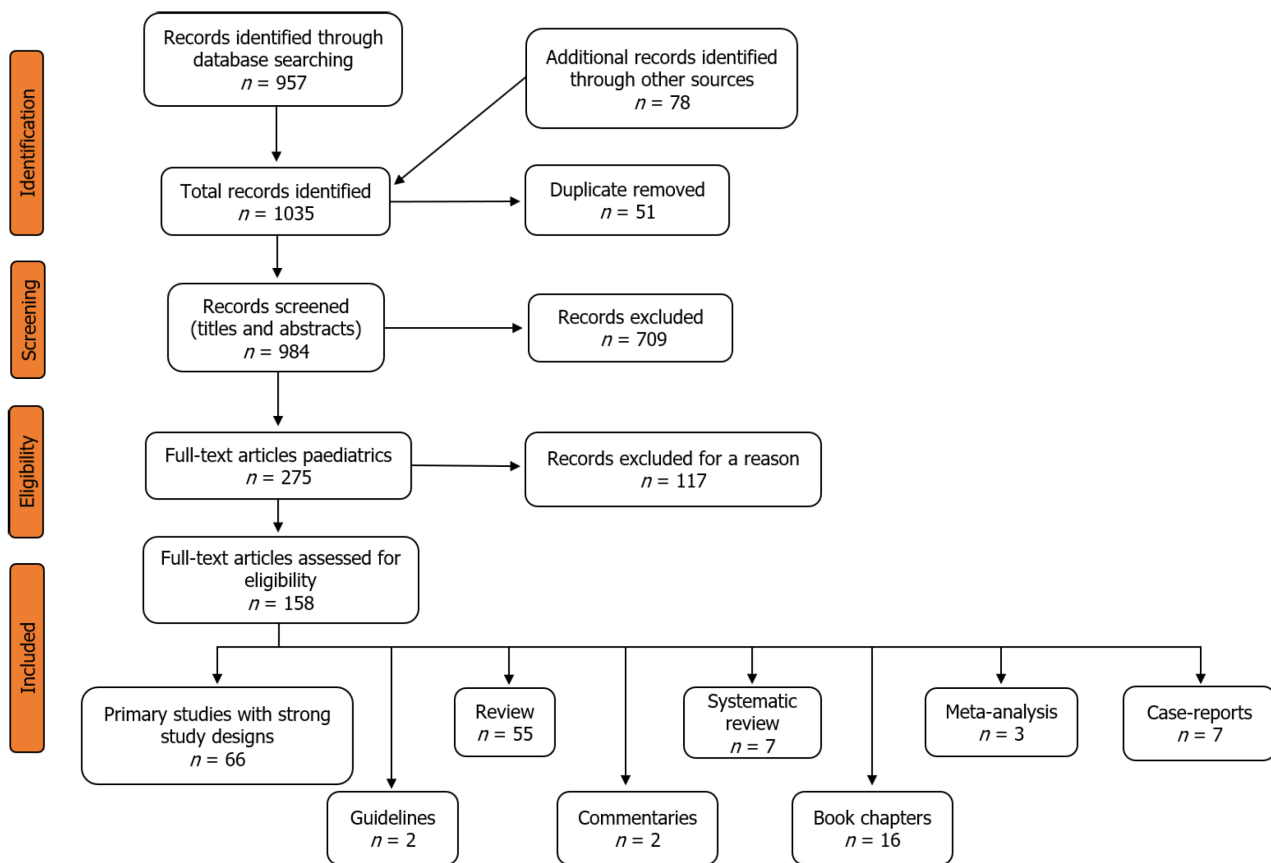 Identification
Records identified through
database searching
n = 957
Additional records identified
through other sources
n = 78
Total records identified
n = 1035
Duplicate removed
n = 51
Screening
Records screened
(titles and abstracts)
n = 984
Records excluded
n = 709
Eligibility
Full-text articles paediatrics
n = 275
Records excluded for a reason
n = 117
Included
Full-text articles assessed for
eligibility
n = 158
Primary studies with strong
study designs
n = 66
Review
n = 55
Systematic
review
n = 7
Meta-analysis
n = 3
Case-reports
n = 7
Guidelines
n = 2
Commentaries
n = 2
Book chapters
n = 16